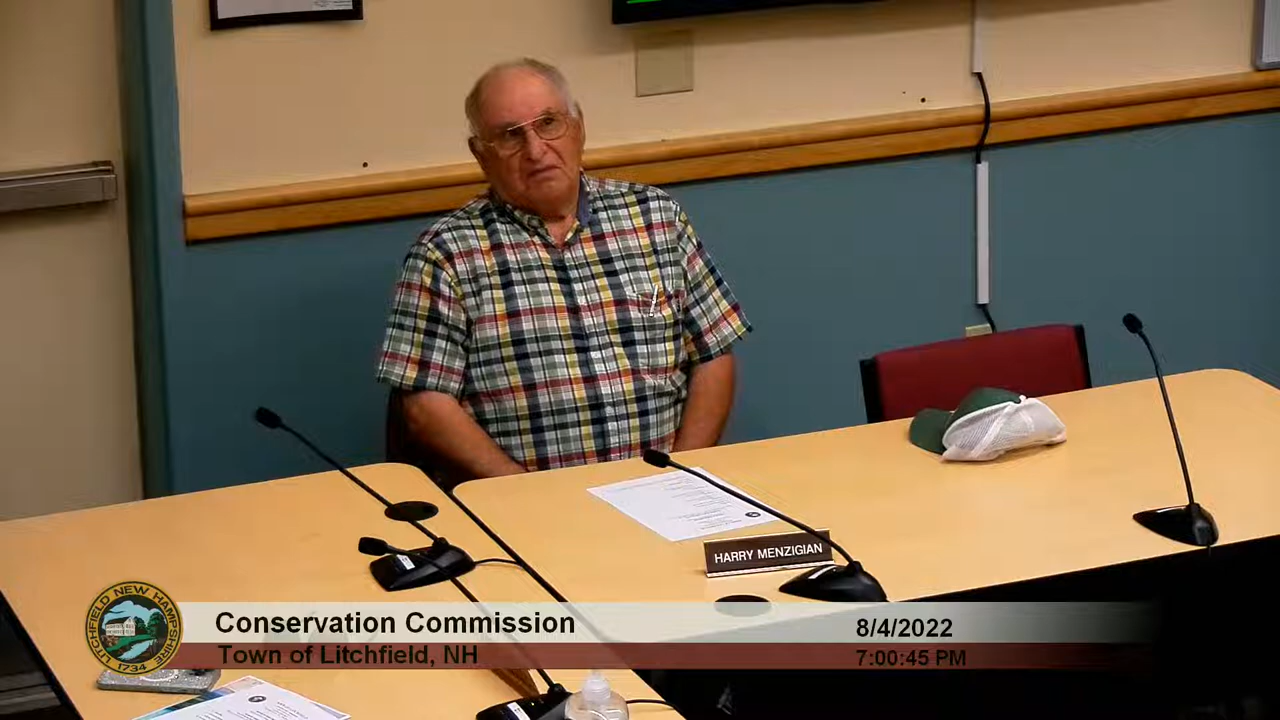 HARRY MENZIGIAN
LITCHFIELD NEW HAMPSHIRE
1734
Conservation Commission
8/4/2022
Town of Litchfield, NH
7:00:45 PM